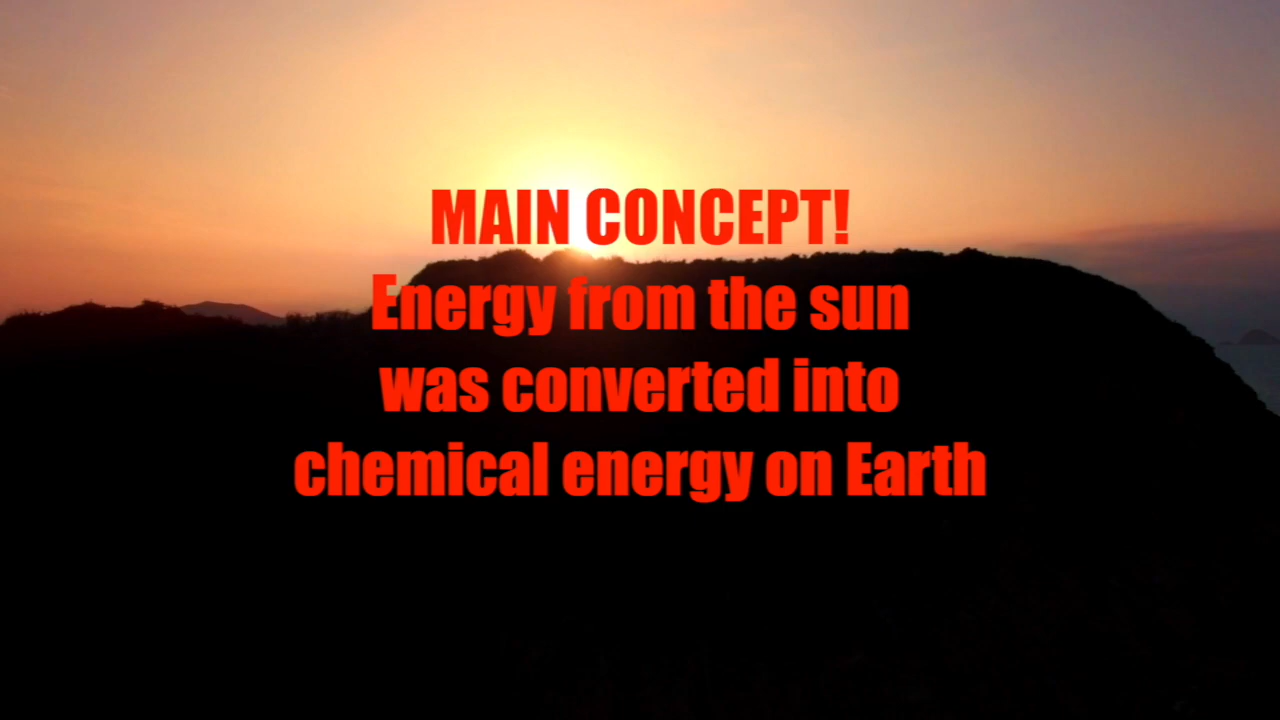 MAIN CONCEPT!
Energy from the sun
was converted into
chemical energy on Earth